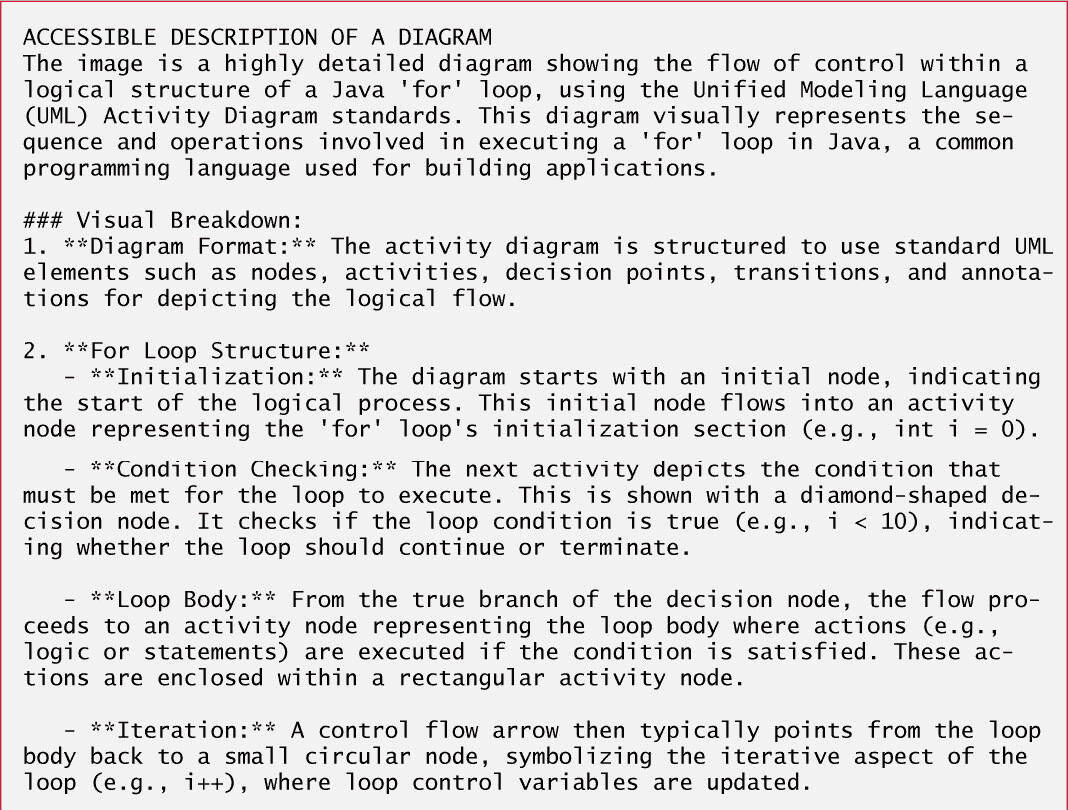 ACCESSIBLE DESCRIPTION OF A DIAGRAM
The image is a highly detailed diagram showing the flow of control within a
logical structure of a Java 'for' loop, using the Unified Modeling Language
(UML) Activity Diagram standards. This diagram visually represents the se-
quence and operations involved in executing a 'for' loop in Java, a common
programming language used for building applications.
### Visual Breakdown:
1. **Diagram Format:** The activity diagram is structured to use standard UML
elements such as nodes, activities, decision points, transitions, and annota-
tions for depicting the logical flow.
2. **For Loop Structure:**
- **Initialization:** The diagram starts with an initial node, indicating
the start of the logical process. This initial node flows into an activity
node representing the 'for' loop's initialization section (e.g., int i = 0).
- **Condition Checking:** The next activity depicts the condition that
must be met for the loop to execute. This is shown with a diamond-shaped de-
cision node. It checks if the loop condition is true (e.g., i < 10), indicat-
ing whether the loop should continue or terminate.
- **Loop Body:** From the true branch of the decision node, the flow pro-
ceeds to an activity node representing the loop body where actions (e.g.,
logic or statements) are executed if the condition is satisfied. These ac-
tions are enclosed within a rectangular activity node.
- **Iteration:** A control flow arrow then typically points from the loop
body back to a small circular node, symbolizing the iterative aspect of the
loop (e.g., i++), where loop control variables are updated.